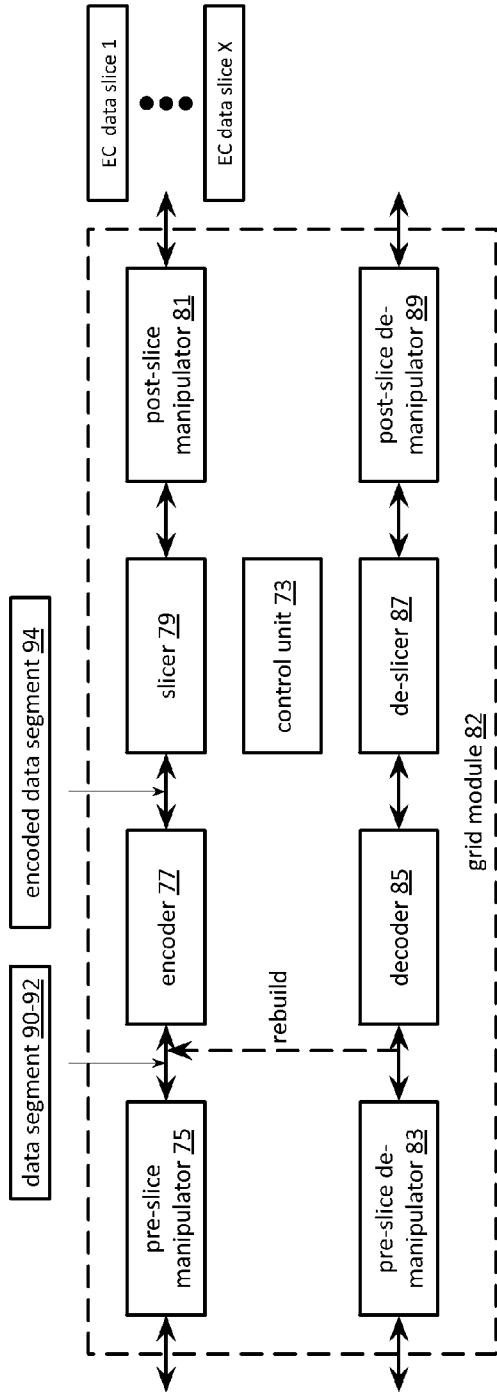 data segment 90-92
encoded data segment 94
EC data slice 1
EC data slice X
pre-slice
manipulator 75
encoder 77
slicer 79
post-slice
manipulator 81
rebuild
control unit 73
pre-slice de-
manipulator 83
decoder 85
de-slicer 87
post-slice de-
manipulator 89
grid module 82